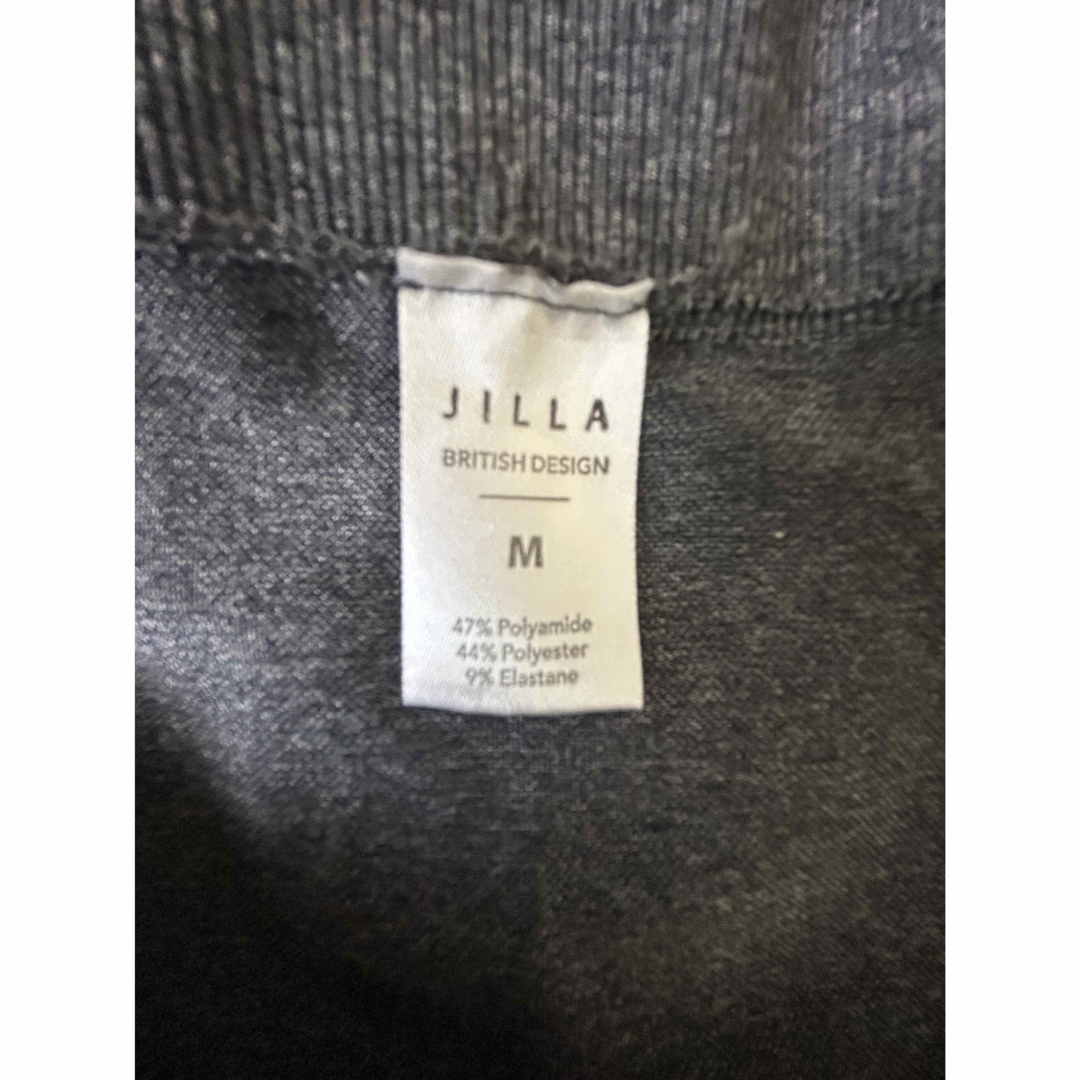 JILLA
BRITISH DESIGN
M
47% Polyamide
44% Polyester
9% Elastane